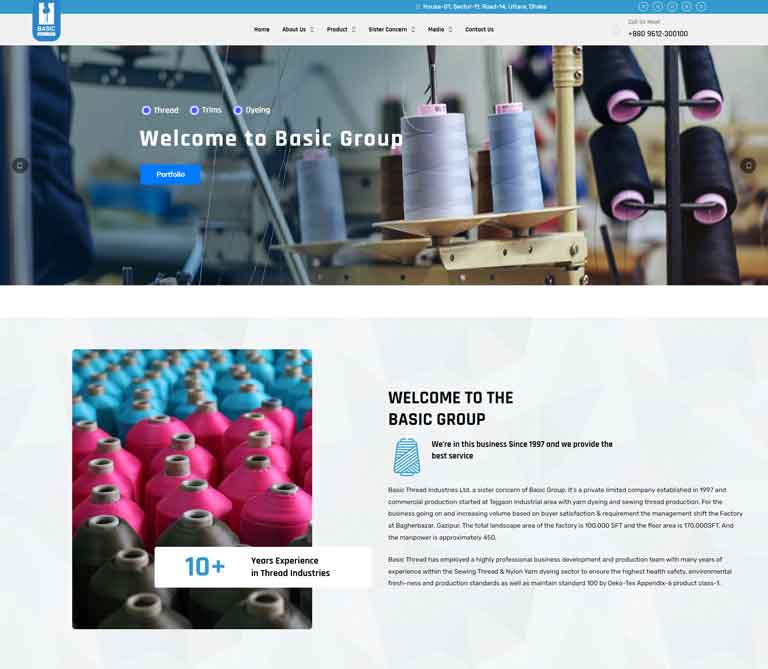 House-01, Sector-11, Road-14, Uttara, Dhaka
BASIC
Home About Us Product Sister Concern Media Contact Us
Call Us Now!
+880 9612-300100
Thread Trims Dyeing
Welcome to Basic Group
Portfolio
WELCOME TO THE
BASIC GROUP
We're in this business Since 1997 and we provide the
best service
Basic Thread Industries Ltd, a sister concern of Basic Group. It's a private limited company established in 1997 and
commercial production started at Tejgaon industrial area with yarn dyeing and sewing thread production. For the
business going on and increasing volume based on buyer satisfaction & requirement the management shift the Factory
at Bagherbazar, Gazipur. The total landscape area of the factory is 100,000 SFT and the floor area is 170,000SFT. And
the manpower is approximately 450.
Basic Thread has employed a highly professional business development and production team with many years of
experience within the Sewing Thread & Nylon Yarn dyeing sector to ensure the highest health safety, environmental
fresh-ness and production standards as well as maintain standard 100 by Oeko-Tex Appendix-6 product class-1.
10+
Years Experience
in Thread Industries